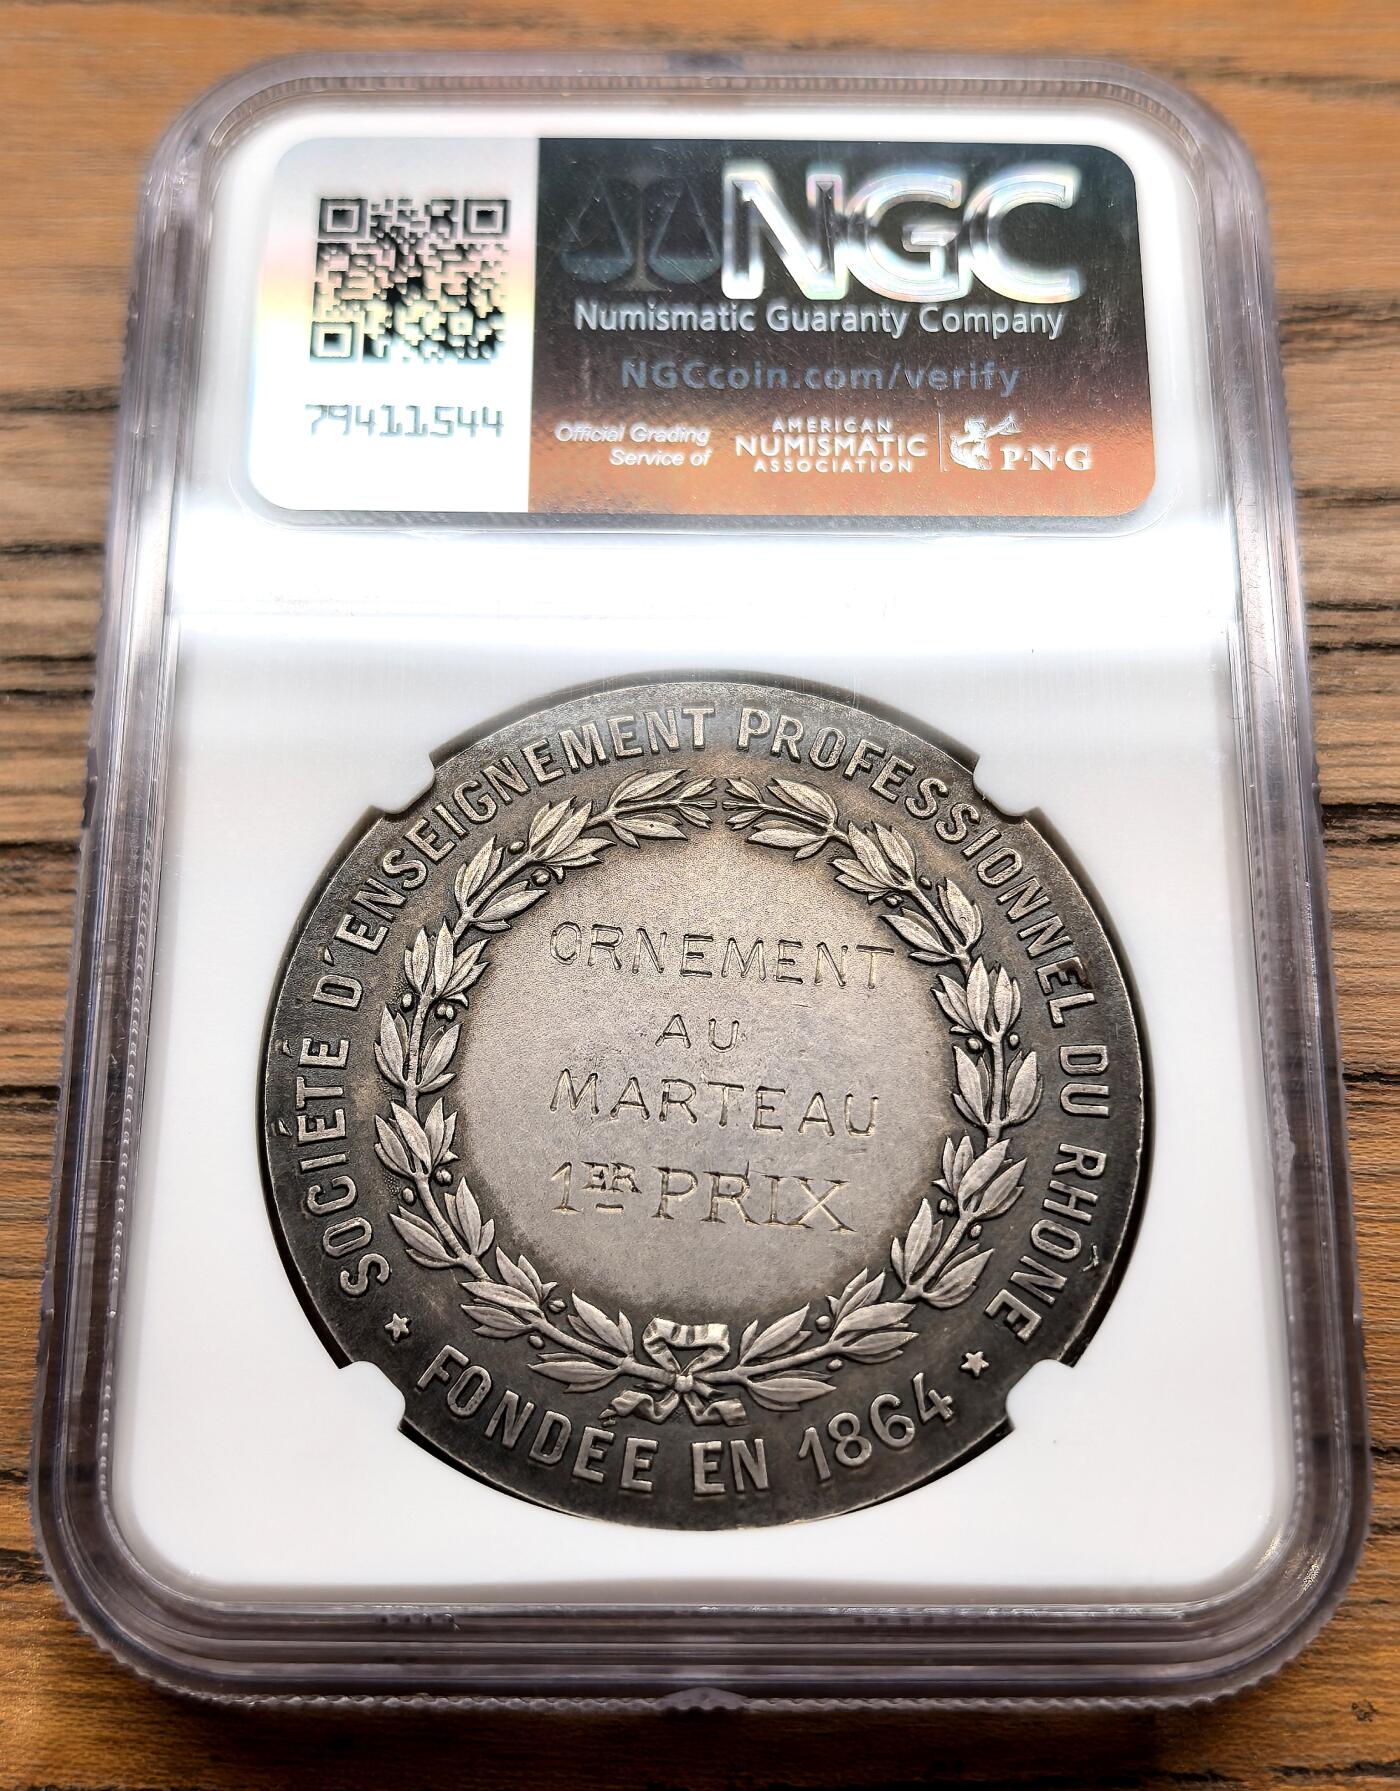 NGC
Numismatic Guaranty Company
NGCcoin.com/verify
79411544
Official Grading
Service of
AMERICAN
NUMISMATIC
ASSOCIATION
P·N·G
SOCIÉTÉ D'ENSEIGNEMENT PROFESSIONNEL DU RHÔNE
ORNEMENT
AU
MARTEAU
1ER PRIX
★ FONDÉE EN 1864 ★